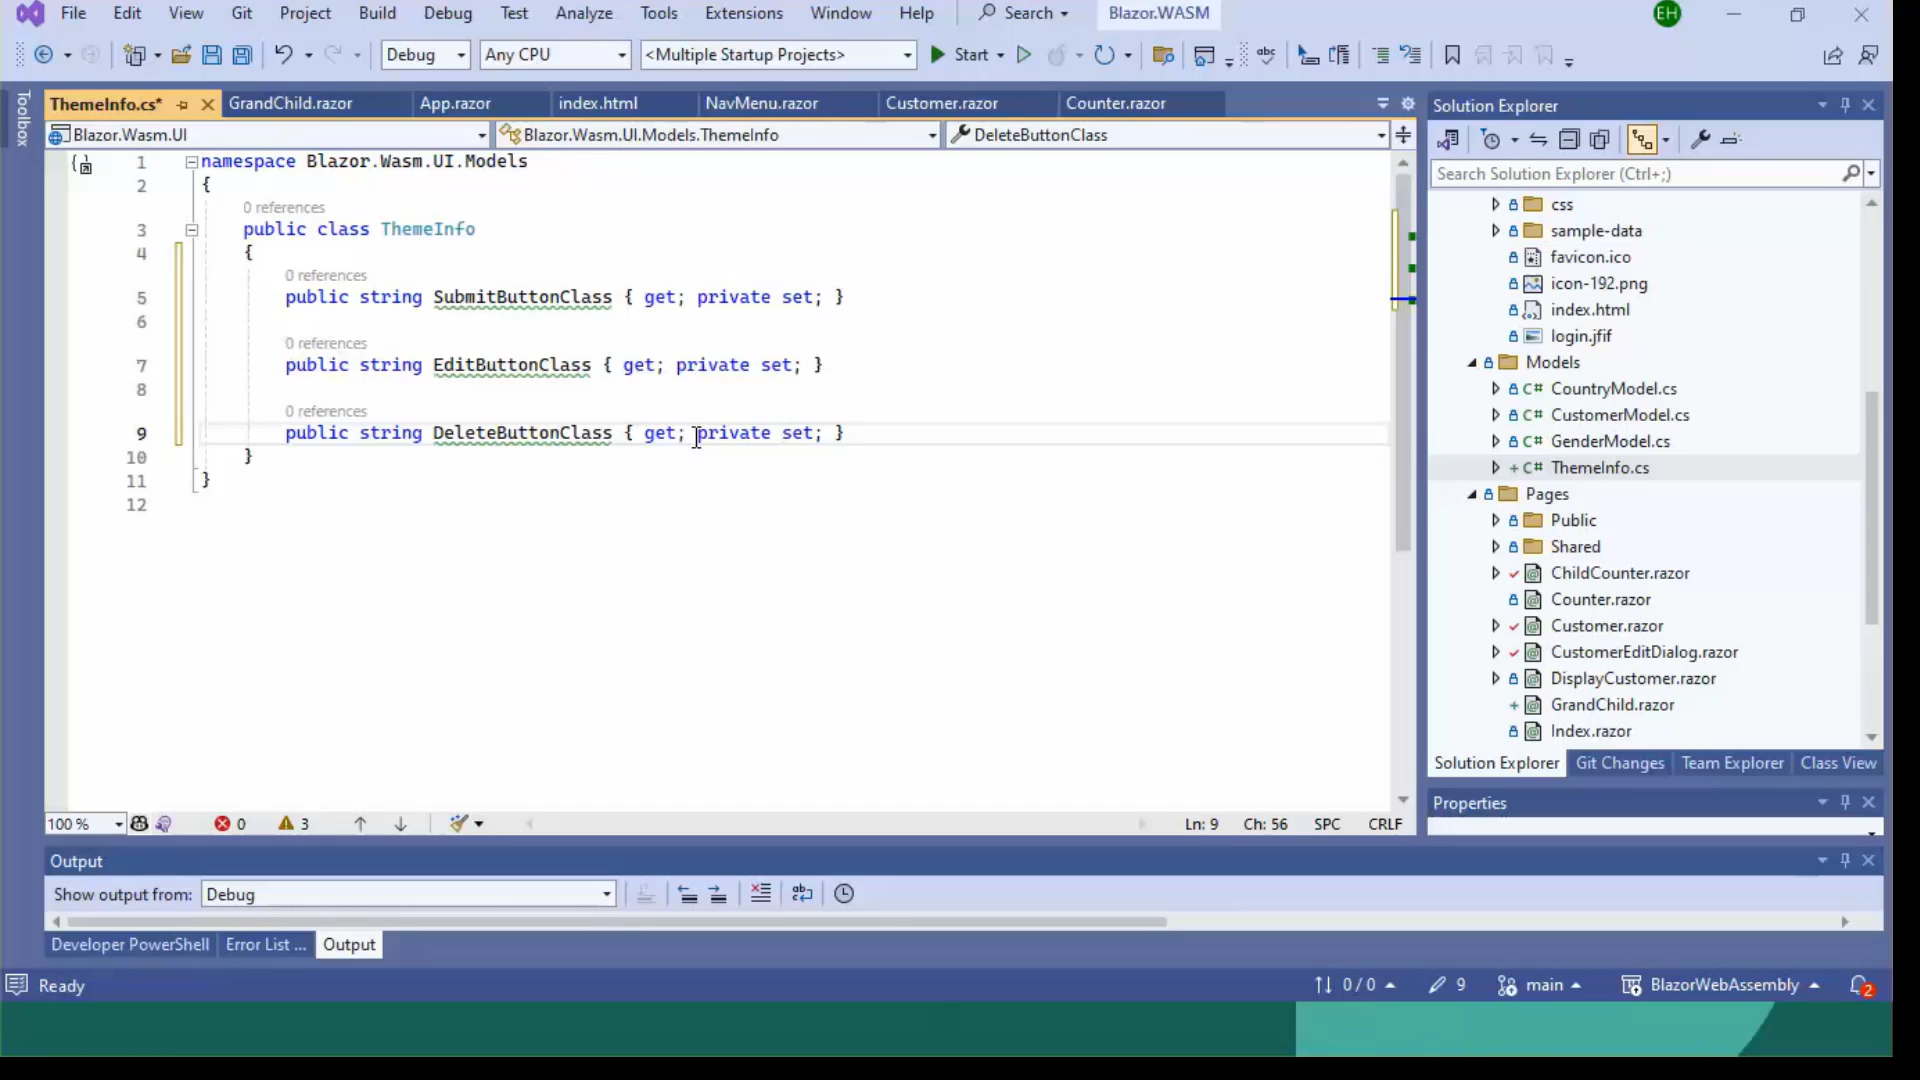 File Edit View Git Project Build Debug Test Analyze Tools Extensions Window Help Search Blazor.WASM EH
Debug Any CPU <Multiple Startup Projects> Start
Toolbox
ThemeInfo.cs* GrandChild.razor App.razor index.html NavMenu.razor Customer.razor Counter.razor
Blazor.Wasm.UI Blazor.Wasm.UI.Models.ThemeInfo DeleteButtonClass
1 namespace Blazor.Wasm.UI.Models
2 {
0 references
3 public class ThemeInfo
4 {
0 references
5 public string SubmitButtonClass { get; private set; }
6
0 references
7 public string EditButtonClass { get; private set; }
8
0 references
9 public string DeleteButtonClass { get; private set; }
10 }
11 }
12
100 % 0 3 Ln: 9 Ch: 56 SPC CRLF
Solution Explorer
Search Solution Explorer (Ctrl+;)
css
sample-data
favicon.ico
icon-192.png
index.html
login.jfif
Models
C# CountryModel.cs
C# CustomerModel.cs
C# GenderModel.cs
+ C# ThemeInfo.cs
Pages
Public
Shared
ChildCounter.razor
Counter.razor
Customer.razor
CustomerEditDialog.razor
DisplayCustomer.razor
+ GrandChild.razor
Index.razor
Solution Explorer Git Changes Team Explorer Class View
Properties
Output
Show output from: Debug
Developer PowerShell Error List ... Output
Ready 0 / 0 9 main BlazorWebAssembly 2